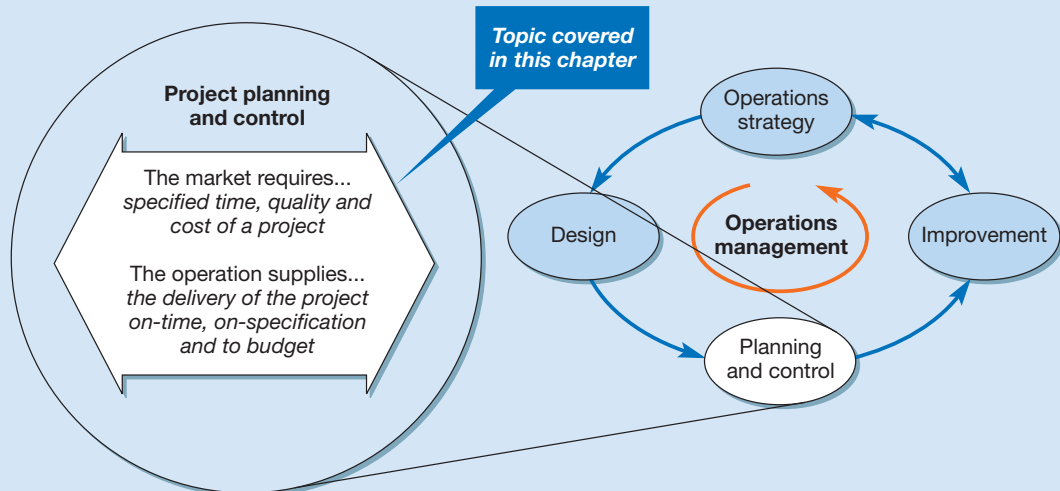 Topic covered
in this chapter
Project planning
and control
The market requires...
specified time, quality and
cost of a project
The operation supplies...
the delivery of the project
on-time, on-specification
and to budget
Operations
strategy
Design
Operations
management
Improvement
Planning
and control